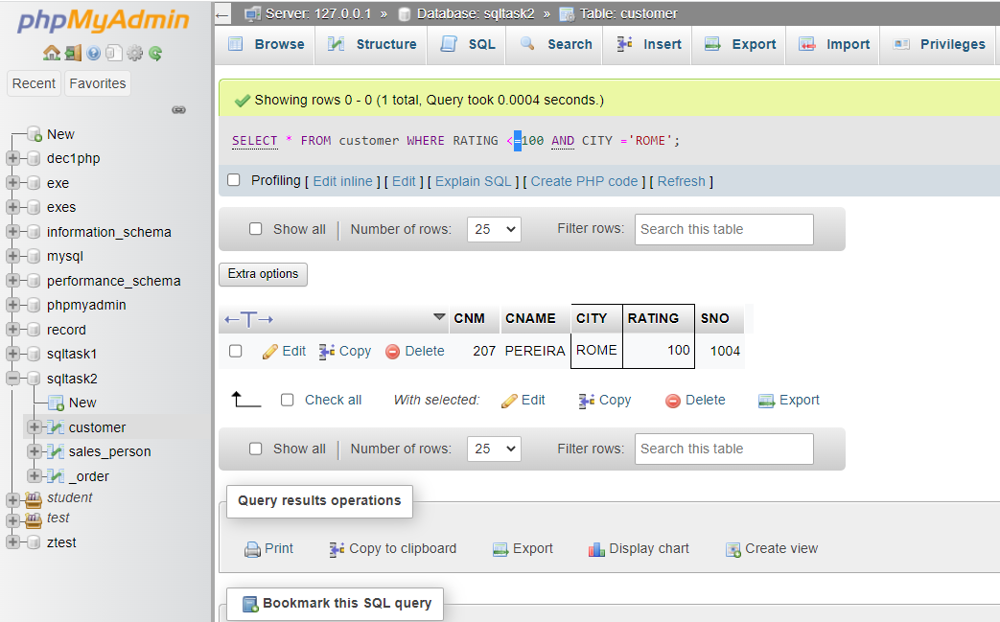 phpMyAdmin
Recent Favorites
New
dec1php
exe
exes
information_schema
mysql
performance_schema
phpmyadmin
record
sqltask1
sqltask2
New
customer
sales_person
_order
student
test
ztest
Server: 127.0.0.1 » Database: sqltask2 » Table: customer
Browse Structure SQL Search Insert Export Import Privileges
Showing rows 0 - 0 (1 total, Query took 0.0004 seconds.)
SELECT * FROM customer WHERE RATING <=100 AND CITY ='ROME';
Profiling [ Edit inline ] [ Edit ] [ Explain SQL ] [ Create PHP code ] [ Refresh ]
Show all | Number of rows: 25 Filter rows: Search this table
Extra options
←T→ CNM CNAME CITY RATING SNO
Edit Copy Delete 207 PEREIRA ROME 100 1004
Check all With selected: Edit Copy Delete Export
Show all | Number of rows: 25 Filter rows: Search this table
Query results operations
Print Copy to clipboard Export Display chart Create view
Bookmark this SQL query